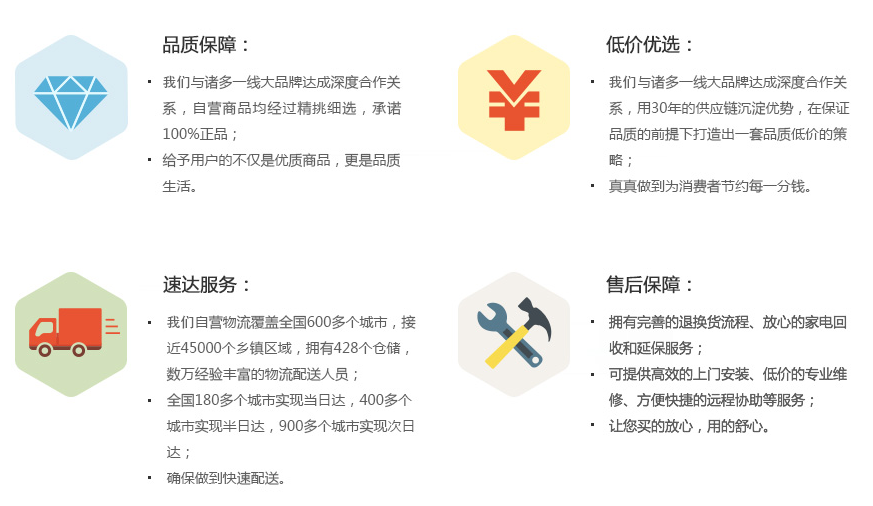 品质保障：
我们与诸多一线大品牌达成深度合作关
系，自营商品均经过精挑细选，承诺
100%正品；
给予用户的不仅是优质商品，更是品质
生活。
低价优选：
我们与诸多一线大品牌达成深度合作关
系，用30年的供应链沉淀优势，在保证
品质的前提下打造出一套品质低价的策
略；
真真做到为消费者节约每一分钱。
速达服务：
我们自营物流覆盖全国600多个城市，接
近45000个乡镇区域，拥有428个仓储，
数万经验丰富的物流配送人员；
全国180多个城市实现当日达，400多个
城市实现半日达，900多个城市实现次日
达；
确保做到快速配送。
售后保障：
拥有完善的退换货流程、放心的家电回
收和延保服务；
可提供高效的上门安装、低价的专业维
修、方便快捷的远程协助等服务；
让您买的放心，用的舒心。